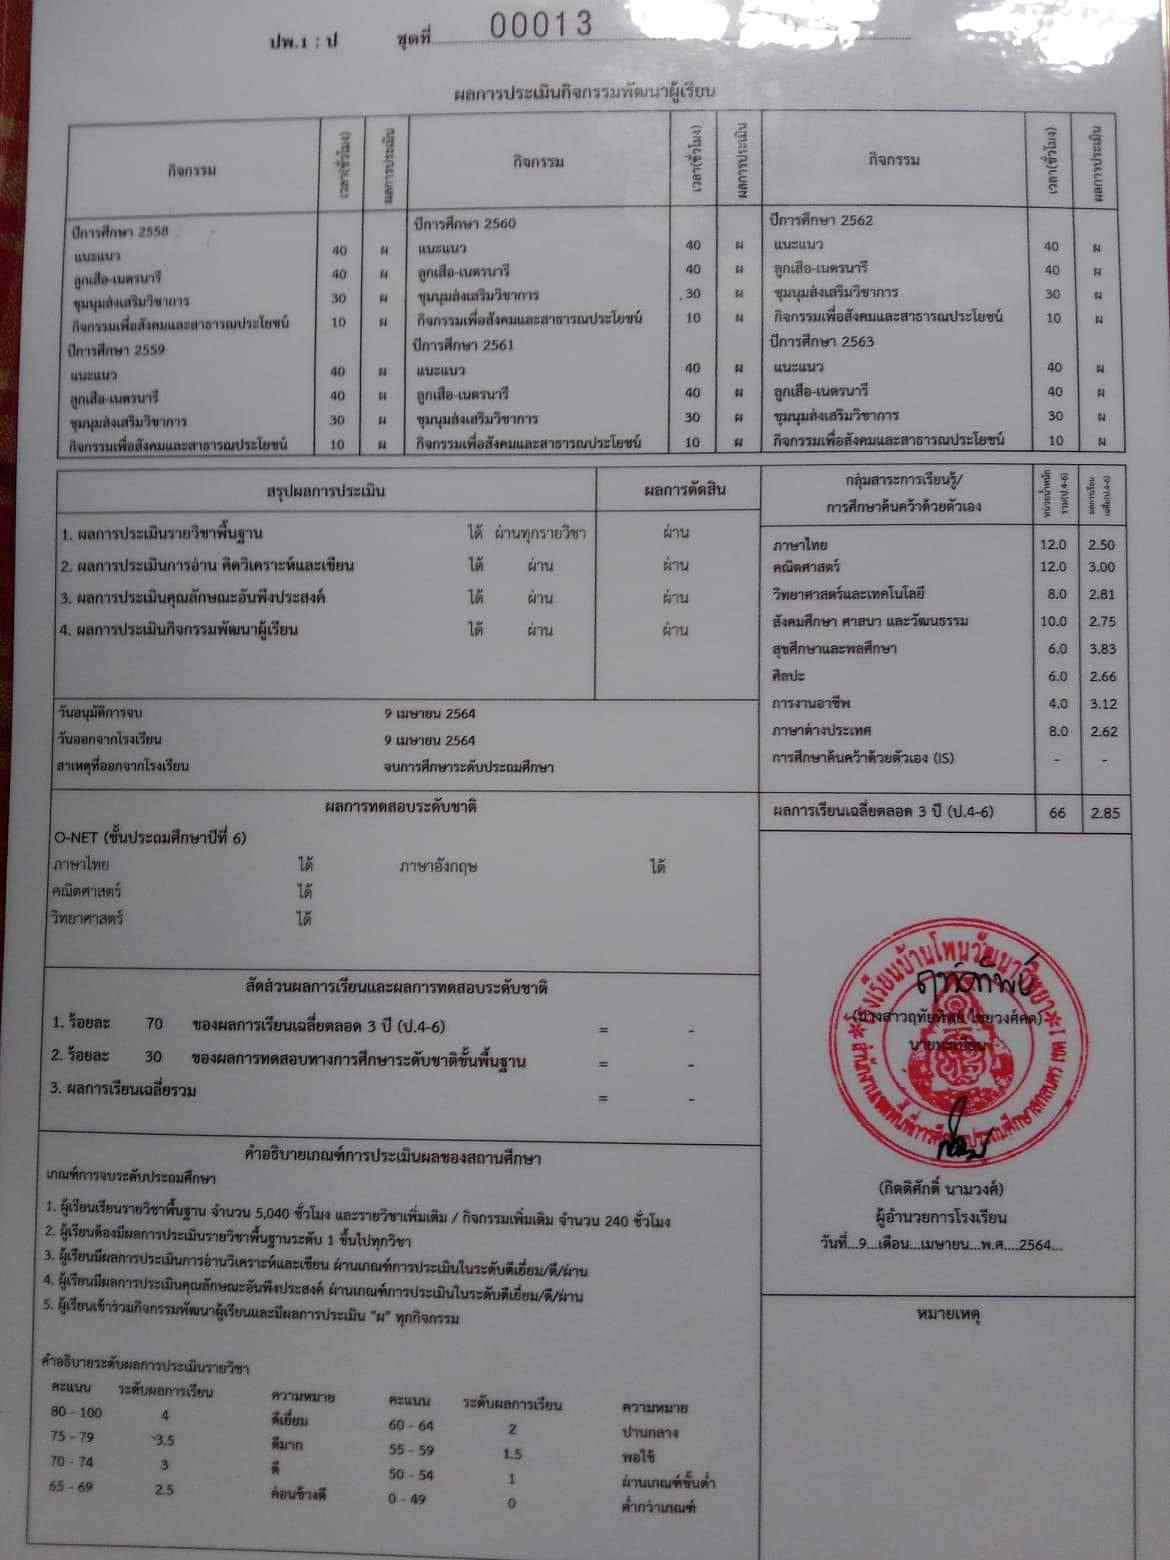 ปพ.1 : ป ชุดที่ 00013
ผลการประเมินกิจกรรมพัฒนาผู้เรียน
กิจกรรม เวลา(ชั่วโมง) ผลการประเมิน กิจกรรม เวลา(ชั่วโมง) ผลการประเมิน กิจกรรม เวลา(ชั่วโมง) ผลการประเมิน
ปีการศึกษา 2558 ปีการศึกษา 2560 ปีการศึกษา 2562
แนะแนว 40 ผ แนะแนว 40 ผ แนะแนว 40 ผ
ลูกเสือ-เนตรนารี 40 ผ ลูกเสือ-เนตรนารี 40 ผ ลูกเสือ-เนตรนารี 40 ผ
ชุมนุมส่งเสริมวิชาการ 30 ผ ชุมนุมส่งเสริมวิชาการ 30 ผ ชุมนุมส่งเสริมวิชาการ 30 ผ
กิจกรรมเพื่อสังคมและสาธารณประโยชน์ 10 ผ กิจกรรมเพื่อสังคมและสาธารณประโยชน์ 10 ผ กิจกรรมเพื่อสังคมและสาธารณประโยชน์ 10 ผ
ปีการศึกษา 2559 ปีการศึกษา 2561 ปีการศึกษา 2563
แนะแนว 40 ผ แนะแนว 40 ผ แนะแนว 40 ผ
ลูกเสือ-เนตรนารี 40 ผ ลูกเสือ-เนตรนารี 40 ผ ลูกเสือ-เนตรนารี 40 ผ
ชุมนุมส่งเสริมวิชาการ 30 ผ ชุมนุมส่งเสริมวิชาการ 30 ผ ชุมนุมส่งเสริมวิชาการ 30 ผ
กิจกรรมเพื่อสังคมและสาธารณประโยชน์ 10 ผ กิจกรรมเพื่อสังคมและสาธารณประโยชน์ 10 ผ กิจกรรมเพื่อสังคมและสาธารณประโยชน์ 10 ผ
สรุปผลการประเมิน ผลการตัดสิน
1. ผลการประเมินรายวิชาพื้นฐาน ได้ ผ่านทุกรายวิชา ผ่าน
2. ผลการประเมินการอ่าน คิดวิเคราะห์และเขียน ได้ ผ่าน ผ่าน
3. ผลการประเมินคุณลักษณะอันพึงประสงค์ ได้ ผ่าน ผ่าน
4. ผลการประเมินกิจกรรมพัฒนาผู้เรียน ได้ ผ่าน ผ่าน
วันอนุมัติการจบ 9 เมษายน 2564
วันออกจากโรงเรียน 9 เมษายน 2564
สาเหตุที่ออกจากโรงเรียน จบการศึกษาระดับประถมศึกษา
ผลการทดสอบระดับชาติ
O-NET (ชั้นประถมศึกษาปีที่ 6)
ภาษาไทย ได้ ภาษาอังกฤษ ได้
คณิตศาสตร์ ได้
วิทยาศาสตร์ ได้
สัดส่วนผลการเรียนและผลการทดสอบระดับชาติ
1. ร้อยละ 70 ของผลการเรียนเฉลี่ยตลอด 3 ปี (ป.4-6) = -
2. ร้อยละ 30 ของผลการทดสอบทางการศึกษาระดับชาติขั้นพื้นฐาน = -
3. ผลการเรียนเฉลี่ยรวม = -
คำอธิบายเกณฑ์การประเมินผลของสถานศึกษา
เกณฑ์การจบระดับประถมศึกษา
1. ผู้เรียนเรียนรายวิชาพื้นฐาน จำนวน 5,040 ชั่วโมง และรายวิชาเพิ่มเติม / กิจกรรมเพิ่มเติม จำนวน 240 ชั่วโมง
2. ผู้เรียนต้องมีผลการประเมินรายวิชาพื้นฐานระดับ 1 ขึ้นไปทุกวิชา
3. ผู้เรียนมีผลการประเมินการอ่านวิเคราะห์และเขียน ผ่านเกณฑ์การประเมินในระดับดีเยี่ยม/ดี/ผ่าน
4. ผู้เรียนมีผลการประเมินคุณลักษณะอันพึงประสงค์ ผ่านเกณฑ์การประเมินในระดับดีเยี่ยม/ดี/ผ่าน
5. ผู้เรียนเข้าร่วมกิจกรรมพัฒนาผู้เรียนและมีผลการประเมิน "ผ" ทุกกิจกรรม
คำอธิบายระดับผลการประเมินรายวิชา
คะแนน ระดับผลการเรียน ความหมาย คะแนน ระดับผลการเรียน ความหมาย
80 - 100 4 ดีเยี่ยม 60 - 64 2 ปานกลาง
75 - 79 3.5 ดีมาก 55 - 59 1.5 พอใช้
70 - 74 3 ดี 50 - 54 1 ผ่านเกณฑ์ขั้นต่ำ
65 - 69 2.5 ค่อนข้างดี 0 - 49 0 ต่ำกว่าเกณฑ์
กลุ่มสาระการเรียนรู้/
การศึกษาค้นคว้าด้วยตัวเอง
ภาษาไทย 12.0 2.50
คณิตศาสตร์ 12.0 3.00
วิทยาศาสตร์และเทคโนโลยี 8.0 2.81
สังคมศึกษา ศาสนา และวัฒนธรรม 10.0 2.75
สุขศึกษาและพลศึกษา 6.0 3.83
ศิลปะ 6.0 2.66
การงานอาชีพ 4.0 3.12
ภาษาต่างประเทศ 8.0 2.62
การศึกษาค้นคว้าด้วยตัวเอง (IS) - -
ผลการเรียนเฉลี่ยตลอด 3 ปี (ป.4-6) 66 2.85
นายทะเบียน
(กิตติศักดิ์ นามวงศ์)
ผู้อำนวยการโรงเรียน
วันที่...9...เดือน...เมษายน...พ.ศ....2564...
หมายเหตุ